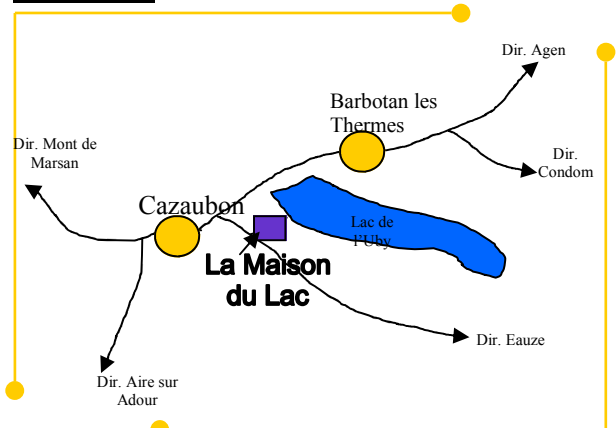 Dir. Agen
Barbotan les
Thermes
Dir. Mont de
Marsan
Dir.
Condom
Cazaubon
Lac de
l'Uby
La Maison
du Lac
Dir. Eauze
Dir. Aire sur
Adour